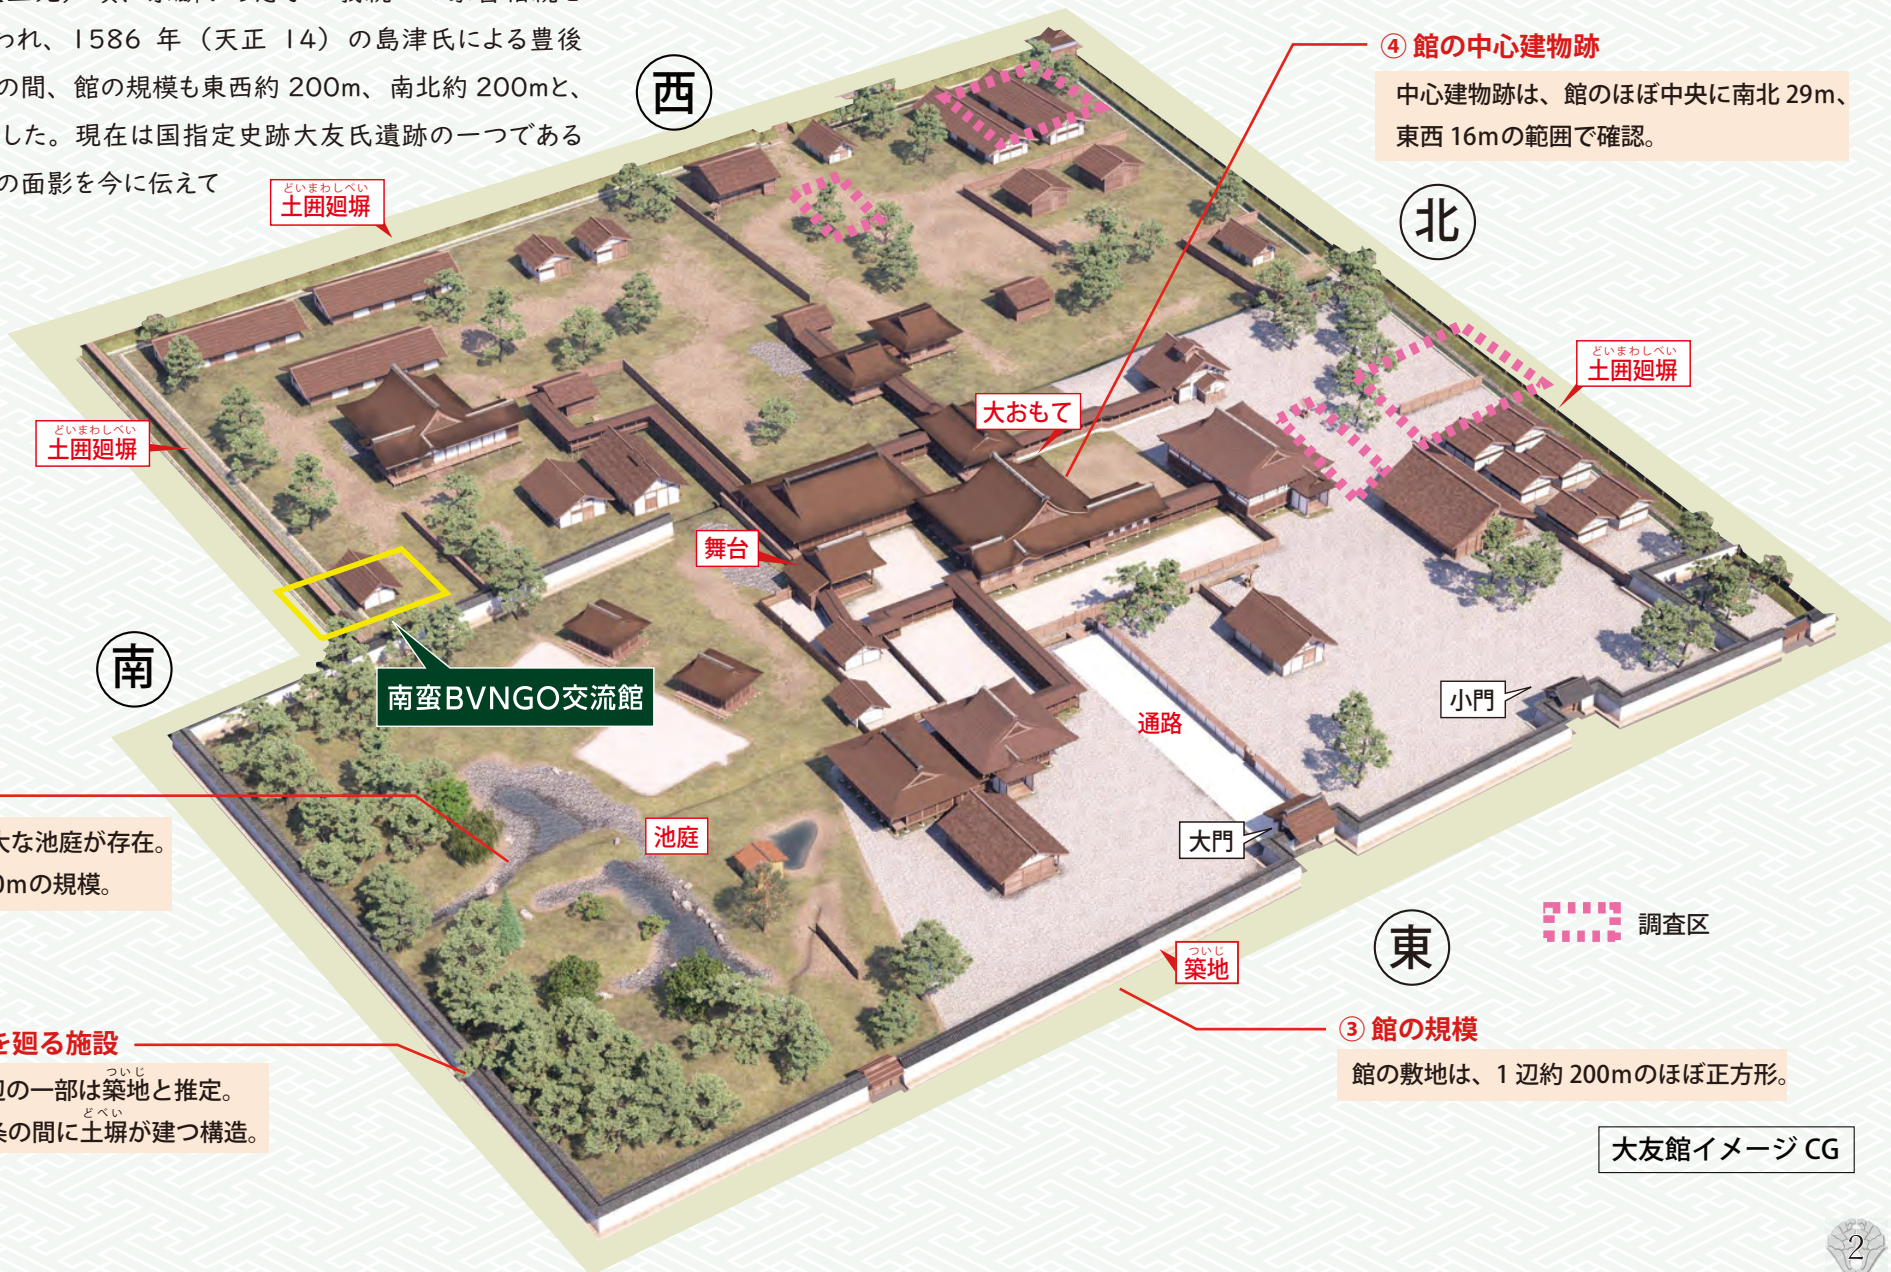 われ、1586 年（天正 14）の島津氏による豊後
の間、館の規模も東西約 200m、南北約 200mと、
した。現在は国指定史跡大友氏遺跡の一つである
の面影を今に伝えて
西
④ 館の中心建物跡
中心建物跡は、館のほぼ中央に南北 29m、
東西 16mの範囲で確認。
どいまわしべい
土囲廻塀
北
どいまわしべい
土囲廻塀
どいまわしべい
土囲廻塀
大おもて
舞台
南
南蛮BVNGO交流館
小門
通路
大な池庭が存在。
0mの規模。
池庭
大門
調査区
東
ついじ
築地
を廻る施設
辺の一部は築地と推定。
ついじ
条の間に土塀が建つ構造。
どべい
③ 館の規模
館の敷地は、1 辺約 200mのほぼ正方形。
大友館イメージ CG
2